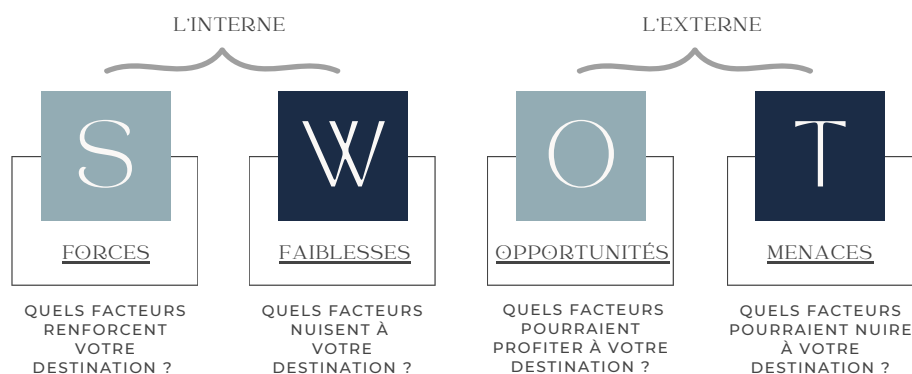 L'INTERNE
L'EXTERNE
S
W
O
T
FORCES
FAIBLESSES
OPPORTUNITÉS
MENACES
QUELS FACTEURS
RENFORCENT
VOTRE
DESTINATION ?
QUELS FACTEURS
NUISENT À
VOTRE
DESTINATION ?
QUELS FACTEURS
POURRAIENT
PROFITER À VOTRE
DESTINATION ?
QUELS FACTEURS
POURRAIENT NUIRE
À VOTRE
DESTINATION ?